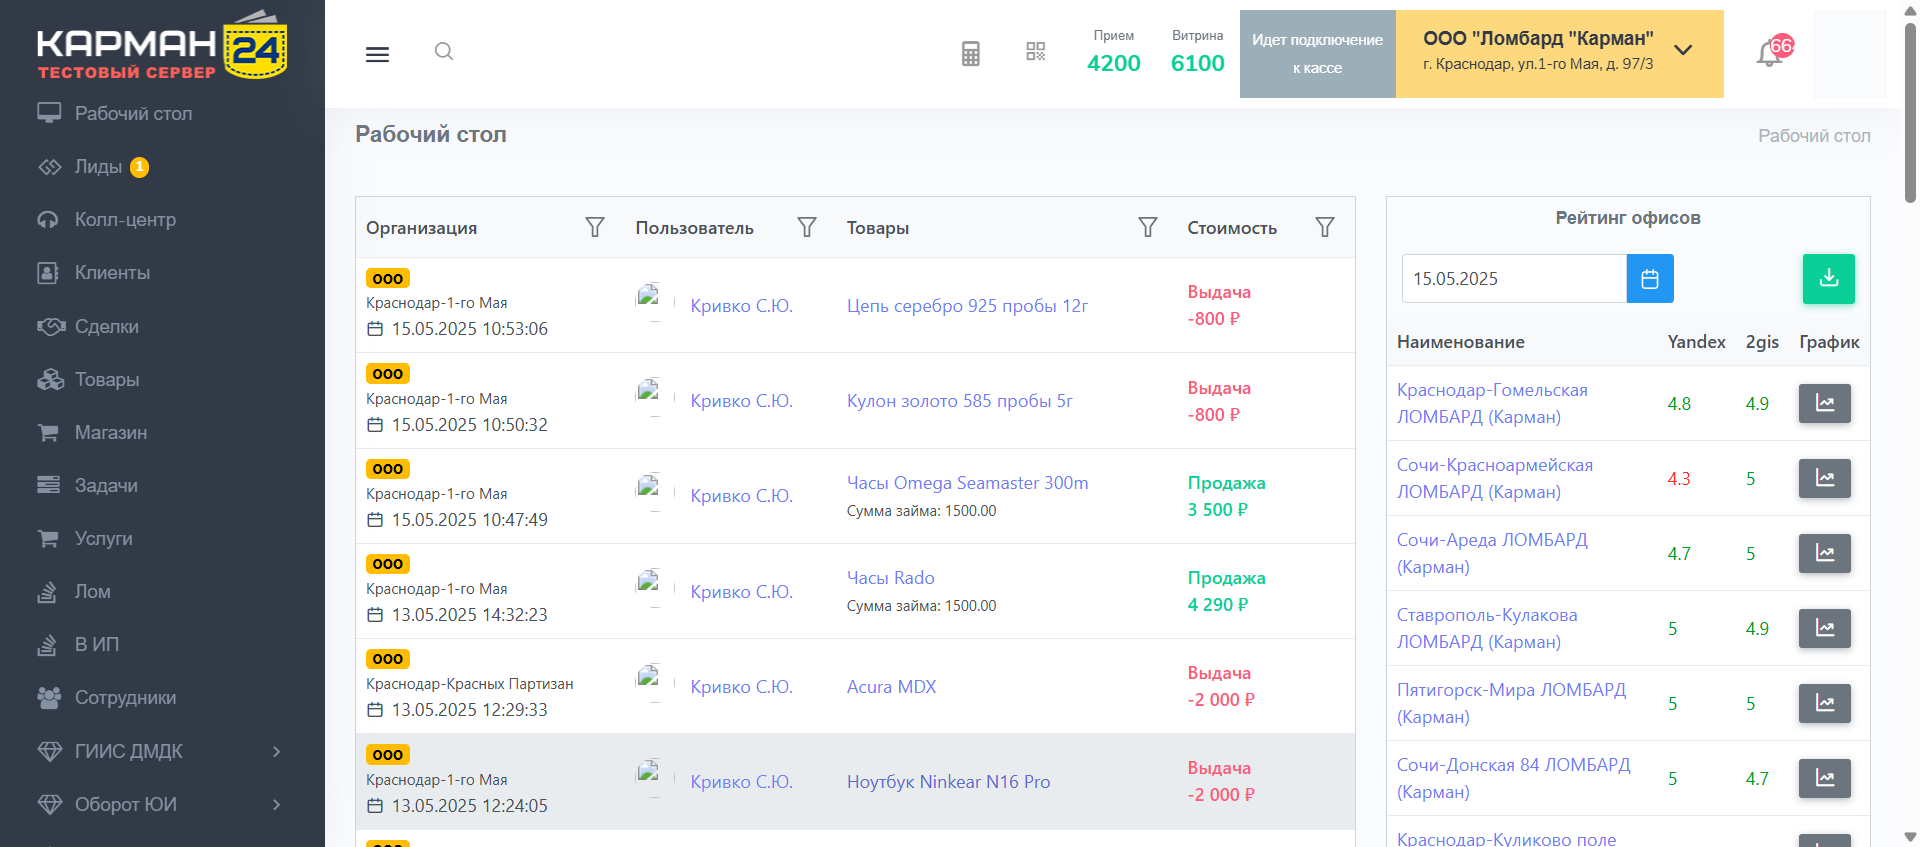 КАРМАН 24
ТЕСТОВЫЙ СЕРВЕР
Рабочий стол
Лиды 1
Колл-центр
Клиенты
Сделки
Товары
Магазин
Задачи
Услуги
Лом
В ИП
Сотрудники
ГИИС ДМДК
Оборот ЮИ
Прием
4200
Витрина
6100
Идет подключение
к кассе
ООО "Ломбард "Карман"
г. Краснодар, ул.1-го Мая, д. 97/3
66
Рабочий стол
Рабочий стол
Организация Пользователь Товары Стоимость
ООО
Краснодар-1-го Мая
15.05.2025 10:53:06
Кривко С.Ю.
Цепь серебро 925 пробы 12г
Выдача
-800 ₽
ООО
Краснодар-1-го Мая
15.05.2025 10:50:32
Кривко С.Ю.
Кулон золото 585 пробы 5г
Выдача
-800 ₽
ООО
Краснодар-1-го Мая
15.05.2025 10:47:49
Кривко С.Ю.
Часы Omega Seamaster 300m
Сумма займа: 1500.00
Продажа
3 500 ₽
ООО
Краснодар-1-го Мая
13.05.2025 14:32:23
Кривко С.Ю.
Часы Rado
Сумма займа: 1500.00
Продажа
4 290 ₽
ООО
Краснодар-Красных Партизан
13.05.2025 12:29:33
Кривко С.Ю.
Acura MDX
Выдача
-2 000 ₽
ООО
Краснодар-1-го Мая
13.05.2025 12:24:05
Кривко С.Ю.
Ноутбук Ninkear N16 Pro
Выдача
-2 000 ₽
ООО
Рейтинг офисов
15.05.2025
Наименование Yandex 2gis График
Краснодар-Гомельская
ЛОМБАРД (Карман)
4.8 4.9
Сочи-Красноармейская
ЛОМБАРД (Карман)
4.3 5
Сочи-Ареда ЛОМБАРД
(Карман)
4.7 5
Ставрополь-Кулакова
ЛОМБАРД (Карман)
5 4.9
Пятигорск-Мира ЛОМБАРД
(Карман)
5 5
Сочи-Донская 84 ЛОМБАРД
(Карман)
5 4.7
Краснодар-Куликово поле